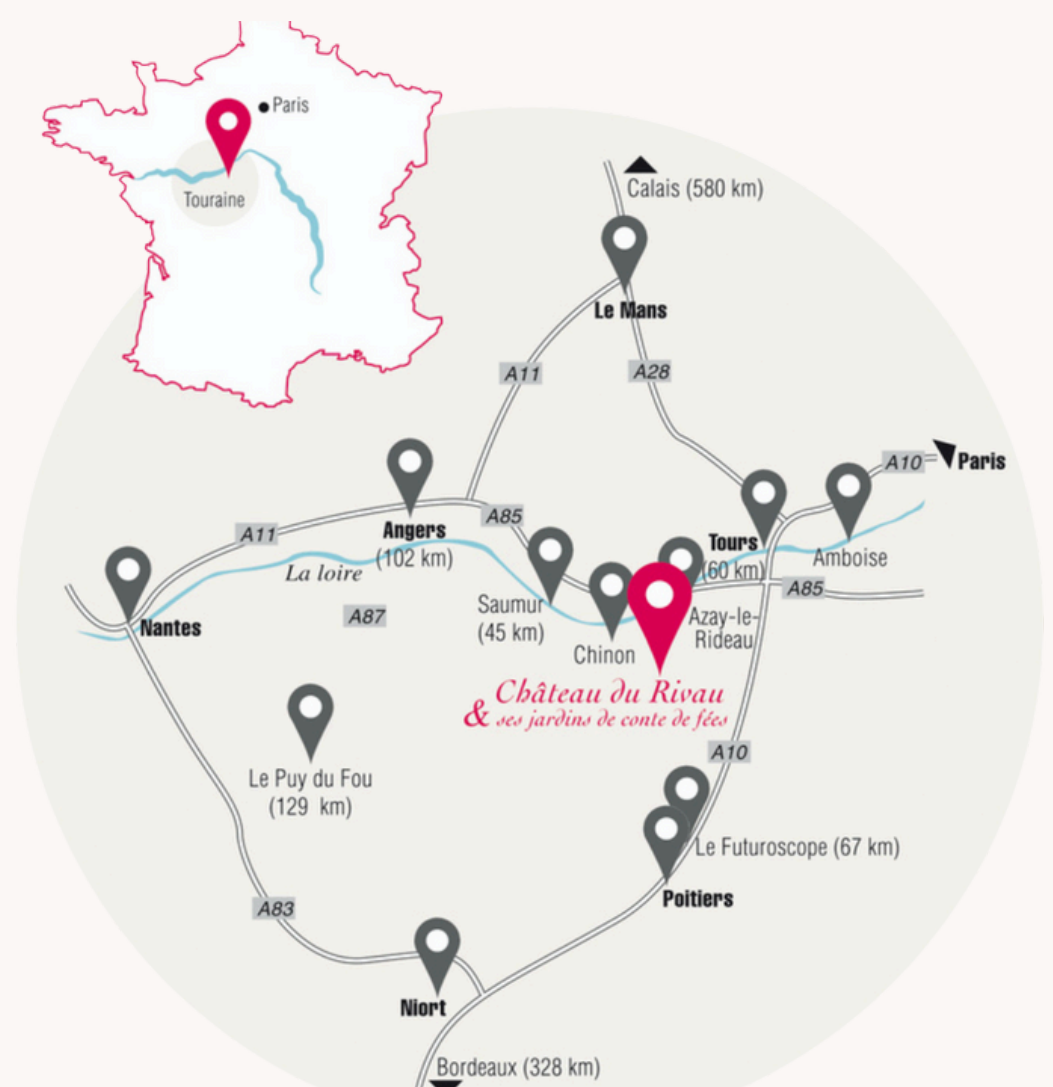 Paris
Touraine
Calais (580 km)
Le Mans
A11
A28
A10
Paris
Angers
(102 km)
A85
A11
Tours
(60 km)
Amboise
La loire
A85
A87
Saumur
(45 km)
Azay-le-
Rideau
Nantes
Chinon
Château du Rivau
& ses jardins de conte de fées
A10
Le Puy du Fou
(129 km)
Le Futuroscope (67 km)
Poitiers
A83
Niort
Bordeaux (328 km)